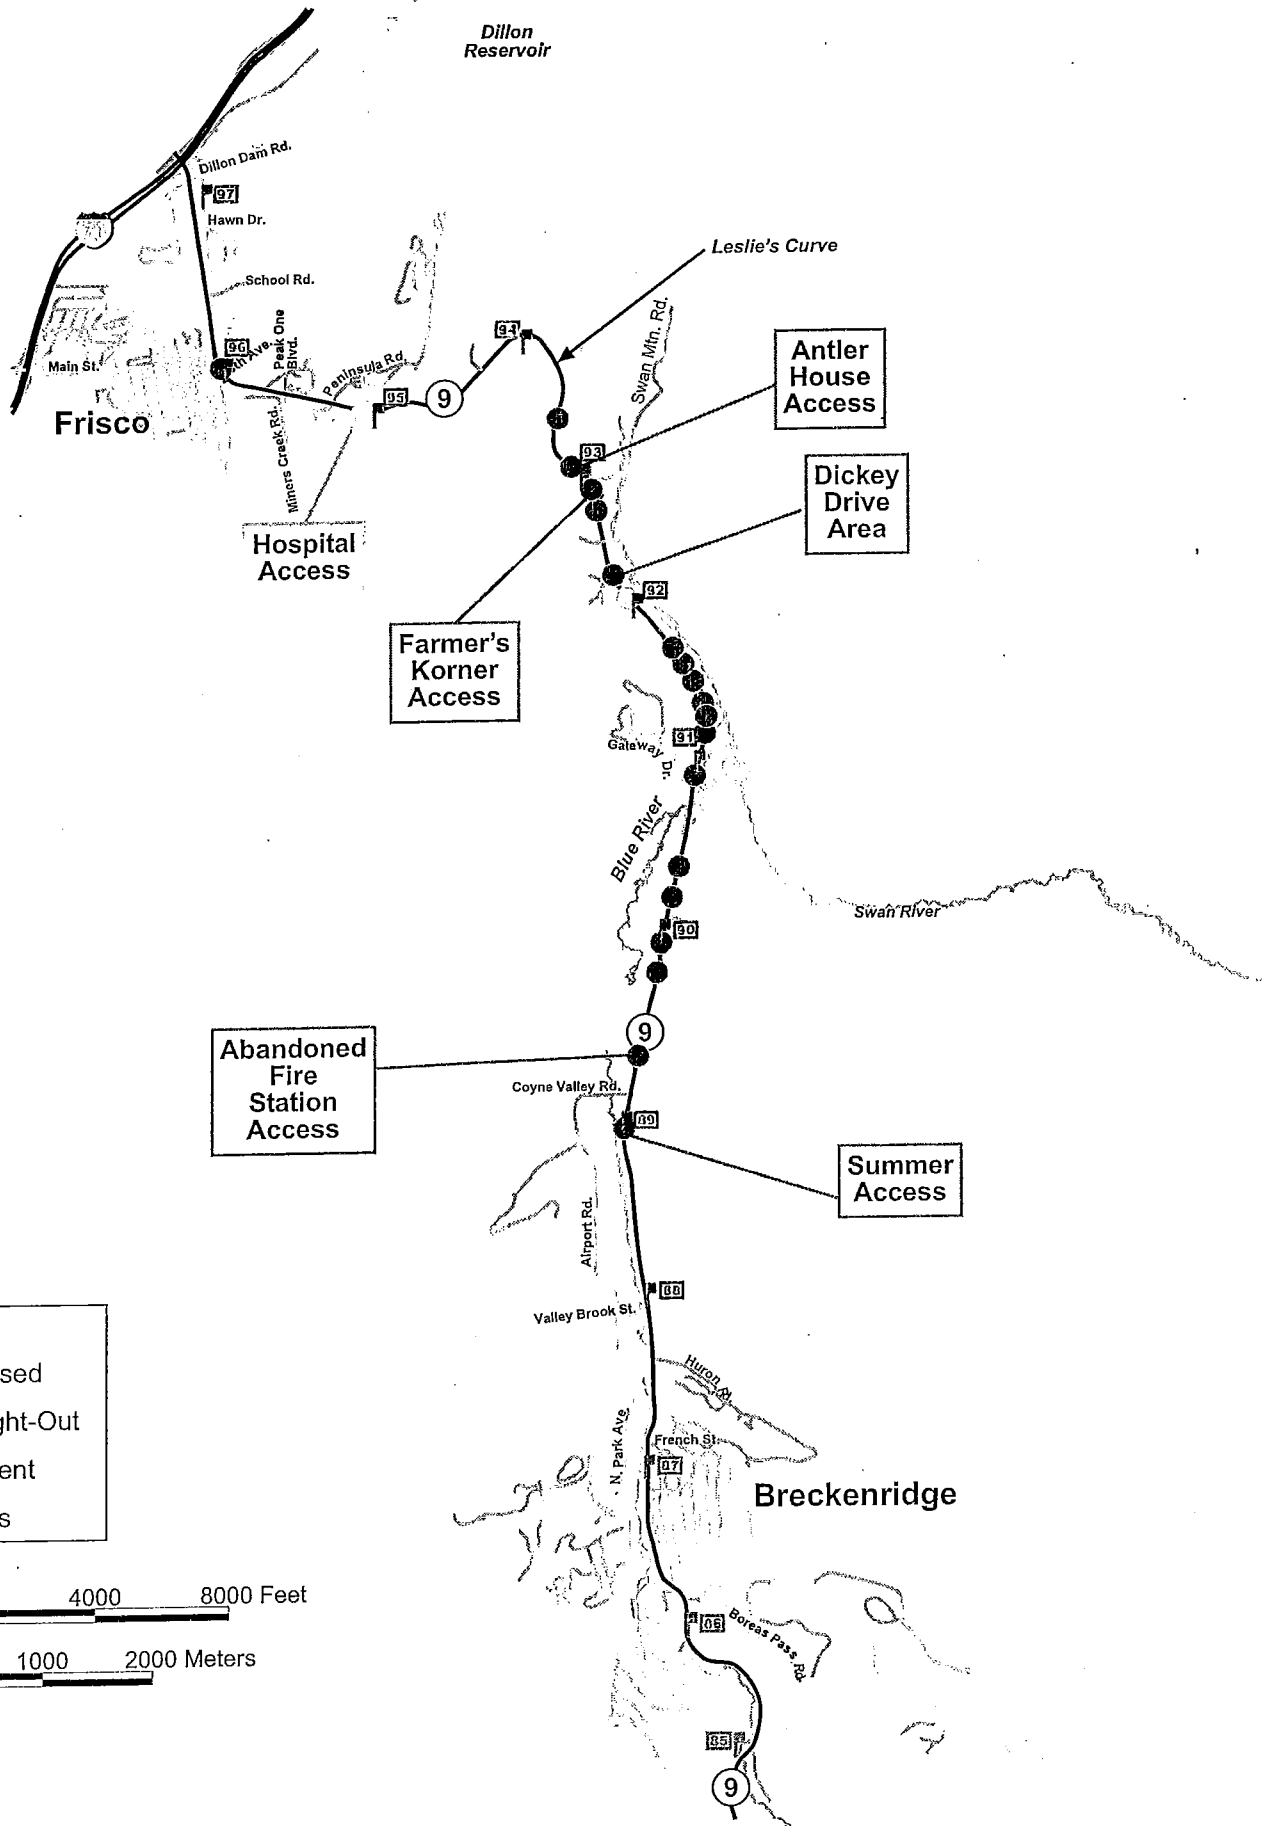 Dillon
Reservoir
Dillon Dam Rd.
97
Hawn Dr.
70
Leslie's Curve
School Rd.
Swan Mtn. Rd.
94
Peak One
Blvd.
96
Ave.
Antler
House
Access
Main St.
Peninsula Rd.
95
9
Frisco
Miners Creek Rd.
93
Dickey
Drive
Area
Hospital
Access
92
Farmer's
Korner
Access
91
Gateway Dr.
Blue River
Swan River
90
9
Abandoned
Fire
Station
Access
Coyne Valley Rd.
89
Summer
Access
Airport Rd.
88
Valley Brook St.
sed
ght-Out
ent
s
Huron Rd.
N. Park Ave.
French St.
87
Breckenridge
4000 8000 Feet
1000 2000 Meters
86
Boreas Pass Rd.
85
9